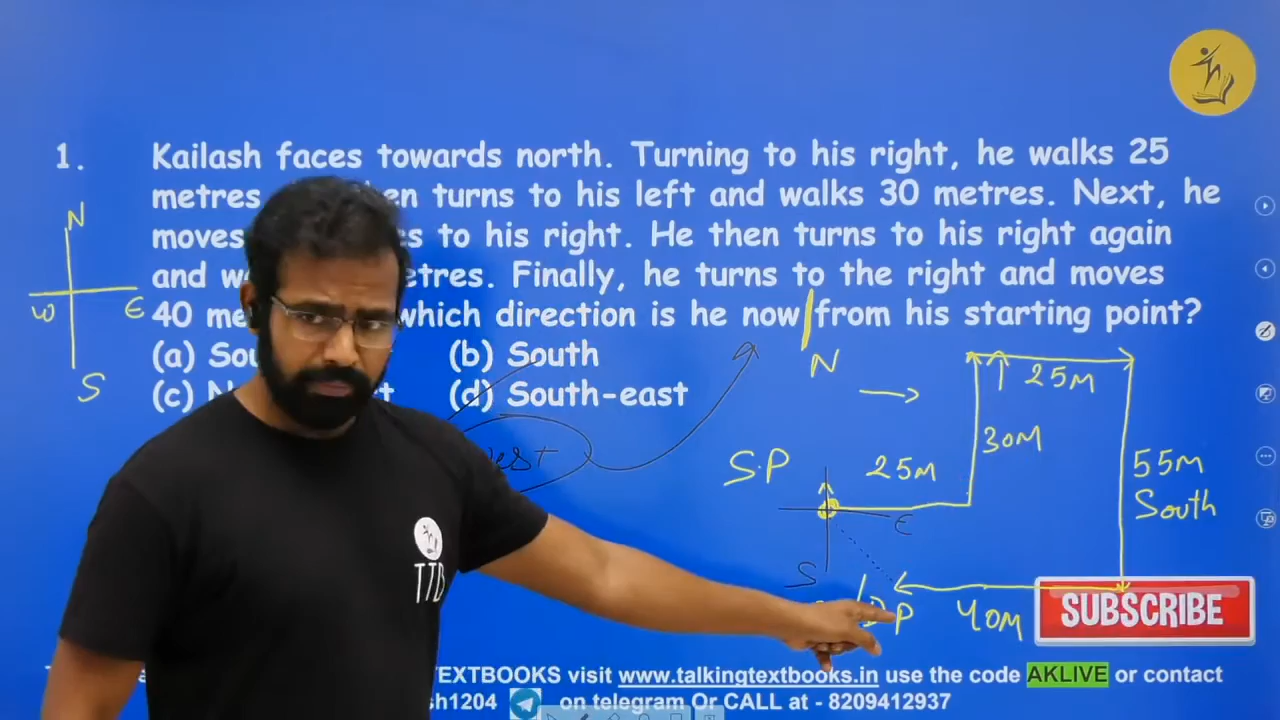 1. Kailash faces towards north. Turning to his right, he walks 25
metres turns to his left and walks 30 metres. Next, he
moves to his right. He then turns to his right again
and Finally, he turns to the right and moves
40 which direction is he now from his starting point?
(a) (b) South
(c) (d) South-east
N
W E
S
N
25M
30M
S.P 25M
55M
South
E
S
P 40M
SUBSCRIBE
TTB
TEXTBOOKS visit www.talkingtextbooks.in use the code AKLIVE or contact
on telegram Or CALL at - 8209412937